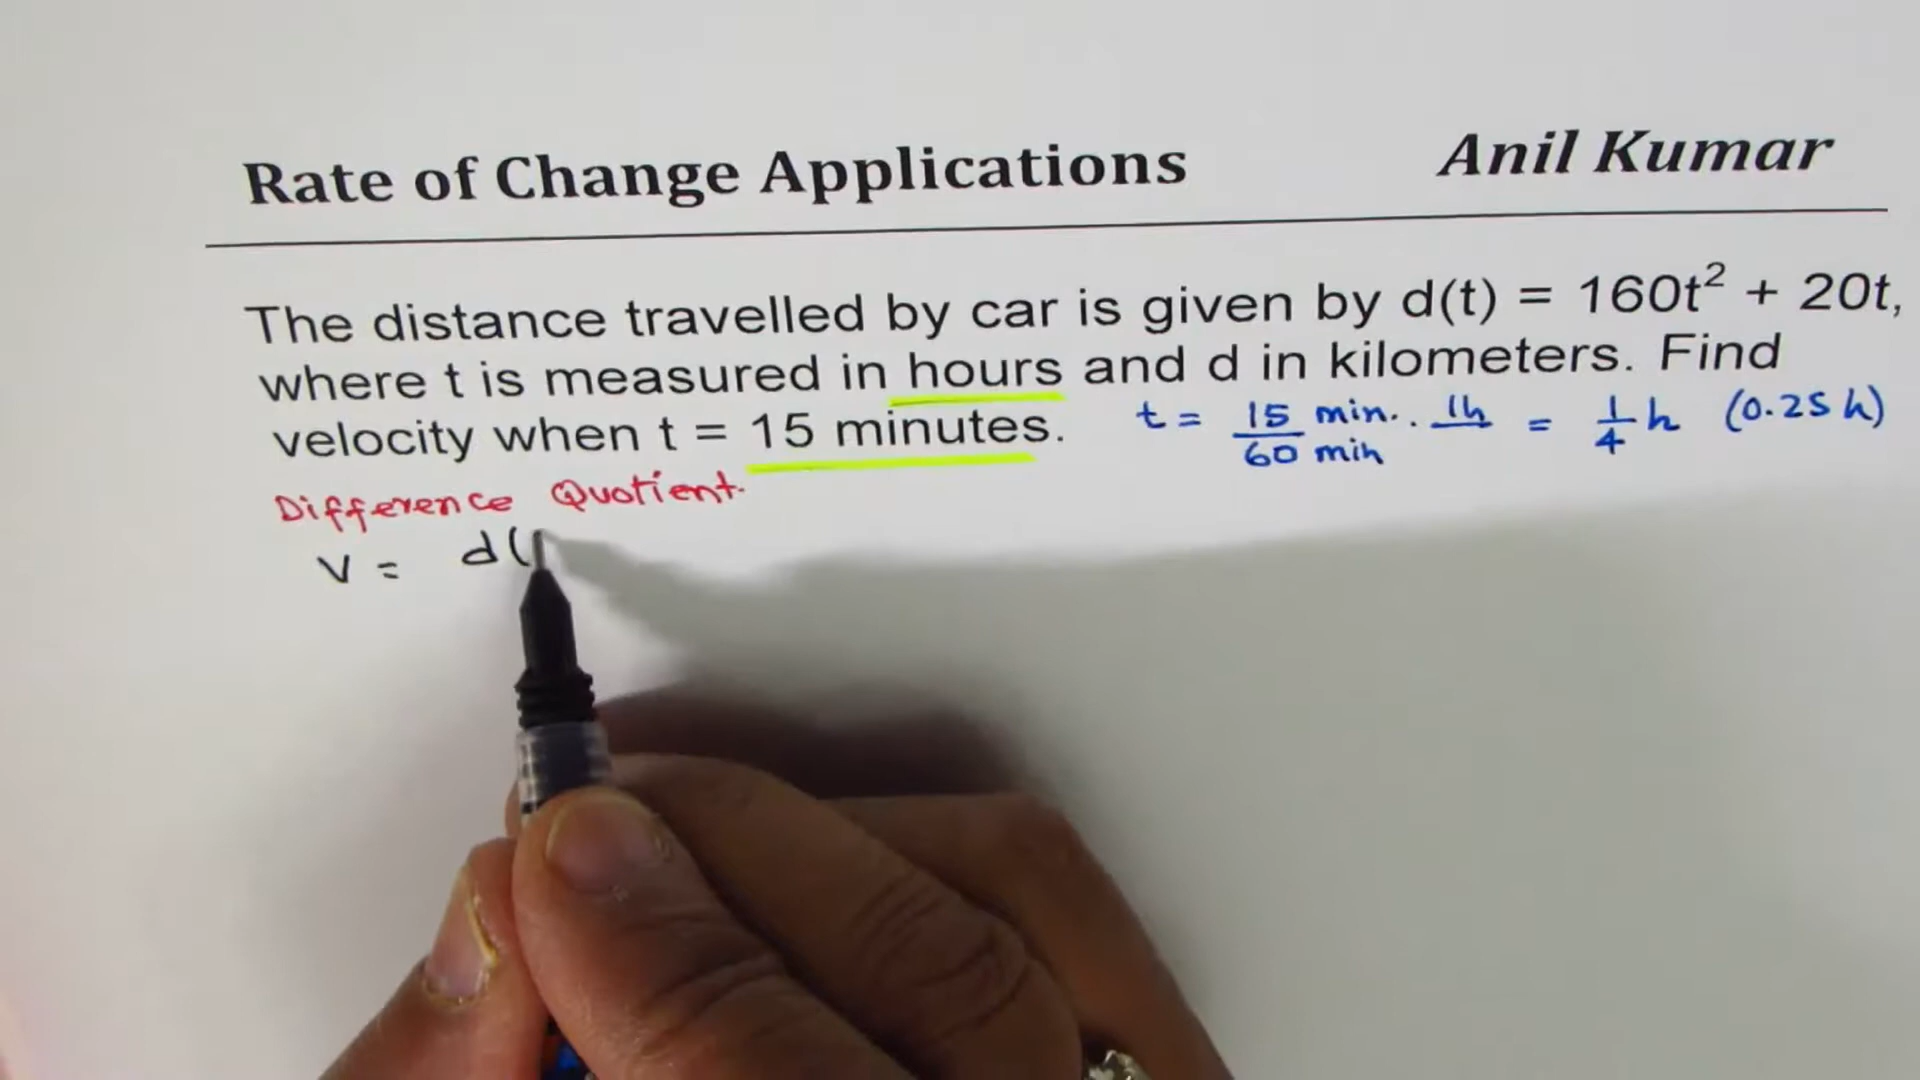 Rate of Change Applications Anil Kumar
The distance travelled by car is given by d(t) = 160t² + 20t,
where t is measured in hours and d in kilometers. Find
velocity when t = 15 minutes. t = 15/60 min./min . 1h = 1/4 h (0.25 h)
Difference Quotient.
V = d(